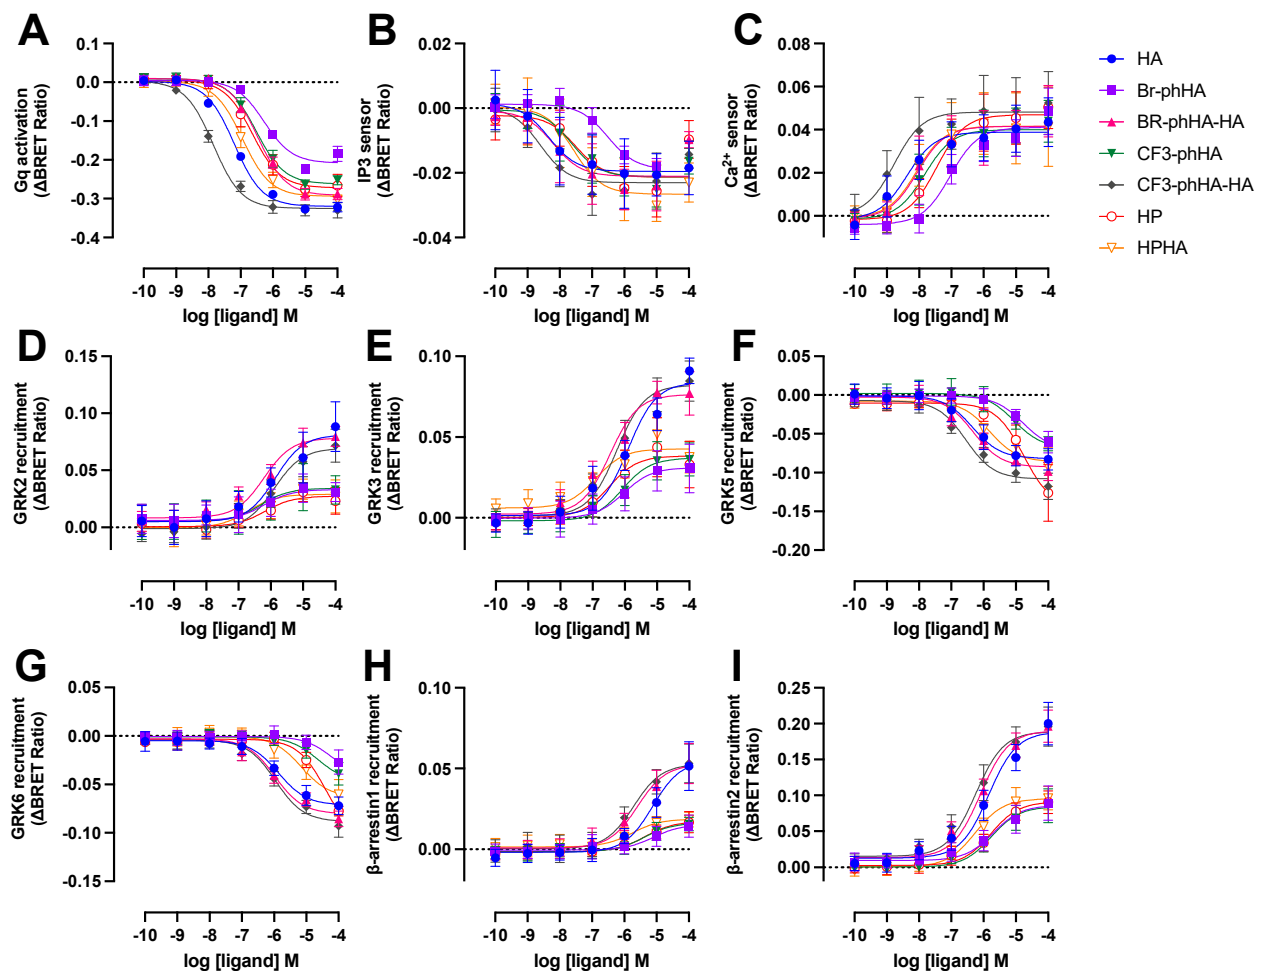 A
Gq activation
(ΔBRET Ratio)
0.1
0.0
-0.1
-0.2
-0.3
-0.4
-10 -9 -8 -7 -6 -5 -4
log [ligand] M
B
IP3 sensor
(ΔBRET Ratio)
0.02
0.00
-0.02
-0.04
-10 -9 -8 -7 -6 -5 -4
log [ligand] M
C
Ca2+ sensor
(ΔBRET Ratio)
0.08
0.06
0.04
0.02
0.00
-10 -9 -8 -7 -6 -5 -4
log [ligand] M
HA
Br-phHA
BR-phHA-HA
CF3-phHA
CF3-phHA-HA
HP
HPHA
D
GRK2 recruitment
(ΔBRET Ratio)
0.15
0.10
0.05
0.00
-10 -9 -8 -7 -6 -5 -4
log [ligand] M
E
GRK3 recruitment
(ΔBRET Ratio)
0.10
0.05
0.00
-10 -9 -8 -7 -6 -5 -4
log [ligand] M
F
GRK5 recruitment
(ΔBRET Ratio)
0.05
0.00
-0.05
-0.10
-0.15
-0.20
-10 -9 -8 -7 -6 -5 -4
log [ligand] M
G
GRK6 recruitment
(ΔBRET Ratio)
0.05
0.00
-0.05
-0.10
-0.15
-10 -9 -8 -7 -6 -5 -4
log [ligand] M
H
β-arrestin1 recruitment
(ΔBRET Ratio)
0.10
0.05
0.00
-10 -9 -8 -7 -6 -5 -4
log [ligand] M
I
β-arrestin2 recruitment
(ΔBRET Ratio)
0.25
0.20
0.15
0.10
0.05
0.00
-10 -9 -8 -7 -6 -5 -4
log [ligand] M